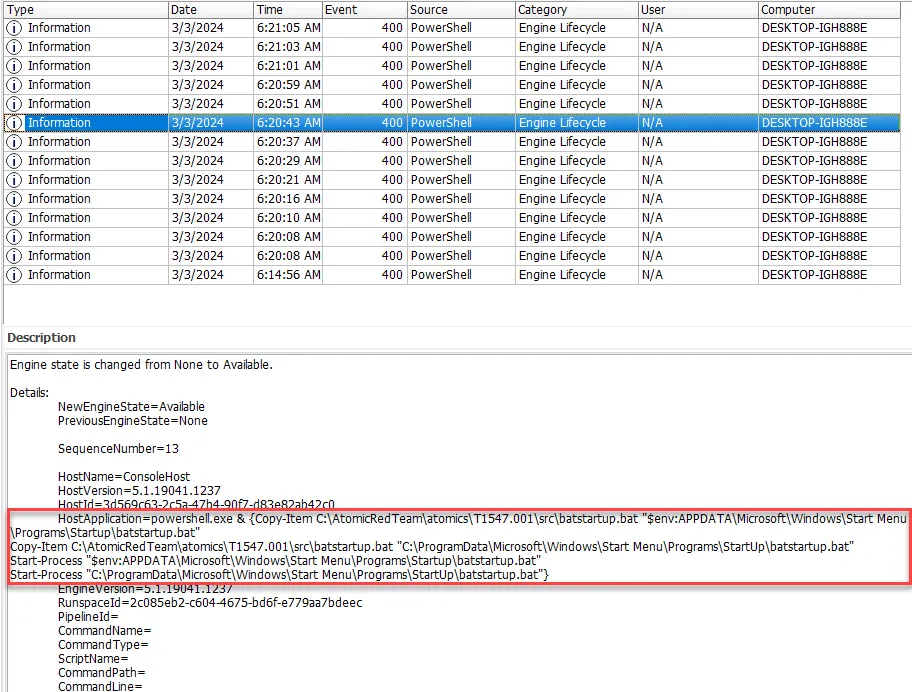 Type Date Time Event Source Category User Computer
Information 3/3/2024 6:21:05 AM 400 PowerShell Engine Lifecycle N/A DESKTOP-IGH888E
Information 3/3/2024 6:21:03 AM 400 PowerShell Engine Lifecycle N/A DESKTOP-IGH888E
Information 3/3/2024 6:21:01 AM 400 PowerShell Engine Lifecycle N/A DESKTOP-IGH888E
Information 3/3/2024 6:20:59 AM 400 PowerShell Engine Lifecycle N/A DESKTOP-IGH888E
Information 3/3/2024 6:20:51 AM 400 PowerShell Engine Lifecycle N/A DESKTOP-IGH888E
Information 3/3/2024 6:20:43 AM 400 PowerShell Engine Lifecycle N/A DESKTOP-IGH888E
Information 3/3/2024 6:20:37 AM 400 PowerShell Engine Lifecycle N/A DESKTOP-IGH888E
Information 3/3/2024 6:20:29 AM 400 PowerShell Engine Lifecycle N/A DESKTOP-IGH888E
Information 3/3/2024 6:20:21 AM 400 PowerShell Engine Lifecycle N/A DESKTOP-IGH888E
Information 3/3/2024 6:20:16 AM 400 PowerShell Engine Lifecycle N/A DESKTOP-IGH888E
Information 3/3/2024 6:20:10 AM 400 PowerShell Engine Lifecycle N/A DESKTOP-IGH888E
Information 3/3/2024 6:20:08 AM 400 PowerShell Engine Lifecycle N/A DESKTOP-IGH888E
Information 3/3/2024 6:20:08 AM 400 PowerShell Engine Lifecycle N/A DESKTOP-IGH888E
Information 3/3/2024 6:14:56 AM 400 PowerShell Engine Lifecycle N/A DESKTOP-IGH888E
Description
Engine state is changed from None to Available.
Details:
NewEngineState=Available
PreviousEngineState=None
SequenceNumber=13
HostName=ConsoleHost
HostVersion=5.1.19041.1237
HostId=3d569c63-2c5a-47b4-90f7-d83e82ab42c0
HostApplication=powershell.exe & {Copy-Item C:\AtomicRedTeam\atomics\T1547.001\src\batstartup.bat "$env:APPDATA\Microsoft\Windows\Start Menu
\Programs\Startup\batstartup.bat"
Copy-Item C:\AtomicRedTeam\atomics\T1547.001\src\batstartup.bat "C:\ProgramData\Microsoft\Windows\Start Menu\Programs\StartUp\batstartup.bat"
Start-Process "$env:APPDATA\Microsoft\Windows\Start Menu\Programs\Startup\batstartup.bat"
Start-Process "C:\ProgramData\Microsoft\Windows\Start Menu\Programs\StartUp\batstartup.bat"}
EngineVersion=5.1.19041.1237
RunspaceId=2c085eb2-c604-4675-bd6f-e779aa7bdeec
PipelineId=
CommandName=
CommandType=
ScriptName=
CommandPath=
CommandLine=